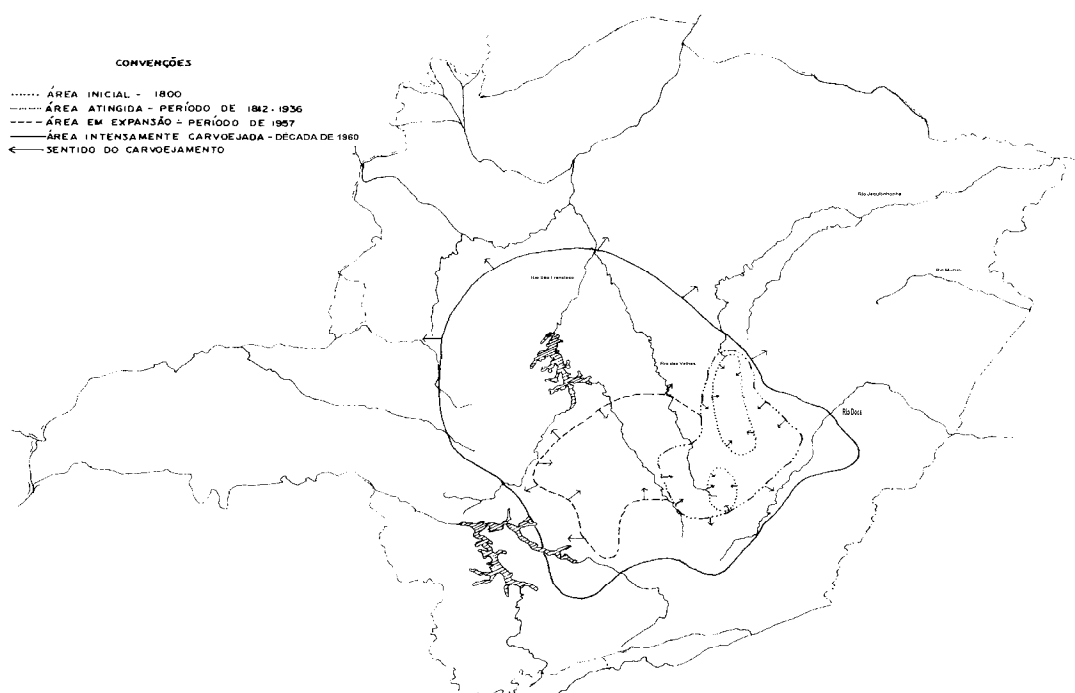 CONVENÇÕES
ÁREA INICIAL - 1800
ÁREA ATINGIDA - PERÍODO DE 1842 - 1936
ÁREA EM EXPANSÃO - PERÍODO DE 1957
ÁREA INTENSAMENTE CARVOEJADA - DÉCADA DE 1960
SENTIDO DO CARVOEJAMENTO
Rio Jequitinhonha
Rio Mucuri
Rio São Francisco
Rio das Velhas
Rio Doce